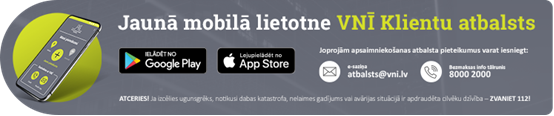 Jaunā mobilā lietotne VNĪ Klientu atbalsts
IELĀDĒT NO
Google Play
Lejupielādēt no
App Store
Joprojām apsaimniekošanas atbalsta pieteikumus varat iesniegt:
e-saziņa
atbalsts@vni.lv
Bezmaksas info tālrunis
8000 2000
ATCERIES! Ja izcēlies ugunsgrēks, notikusi dabas katastrofa, nelaimes gadījums vai avārijas situācijā ir apdraudēta cilvēku dzīvība – ZVANIET 112!